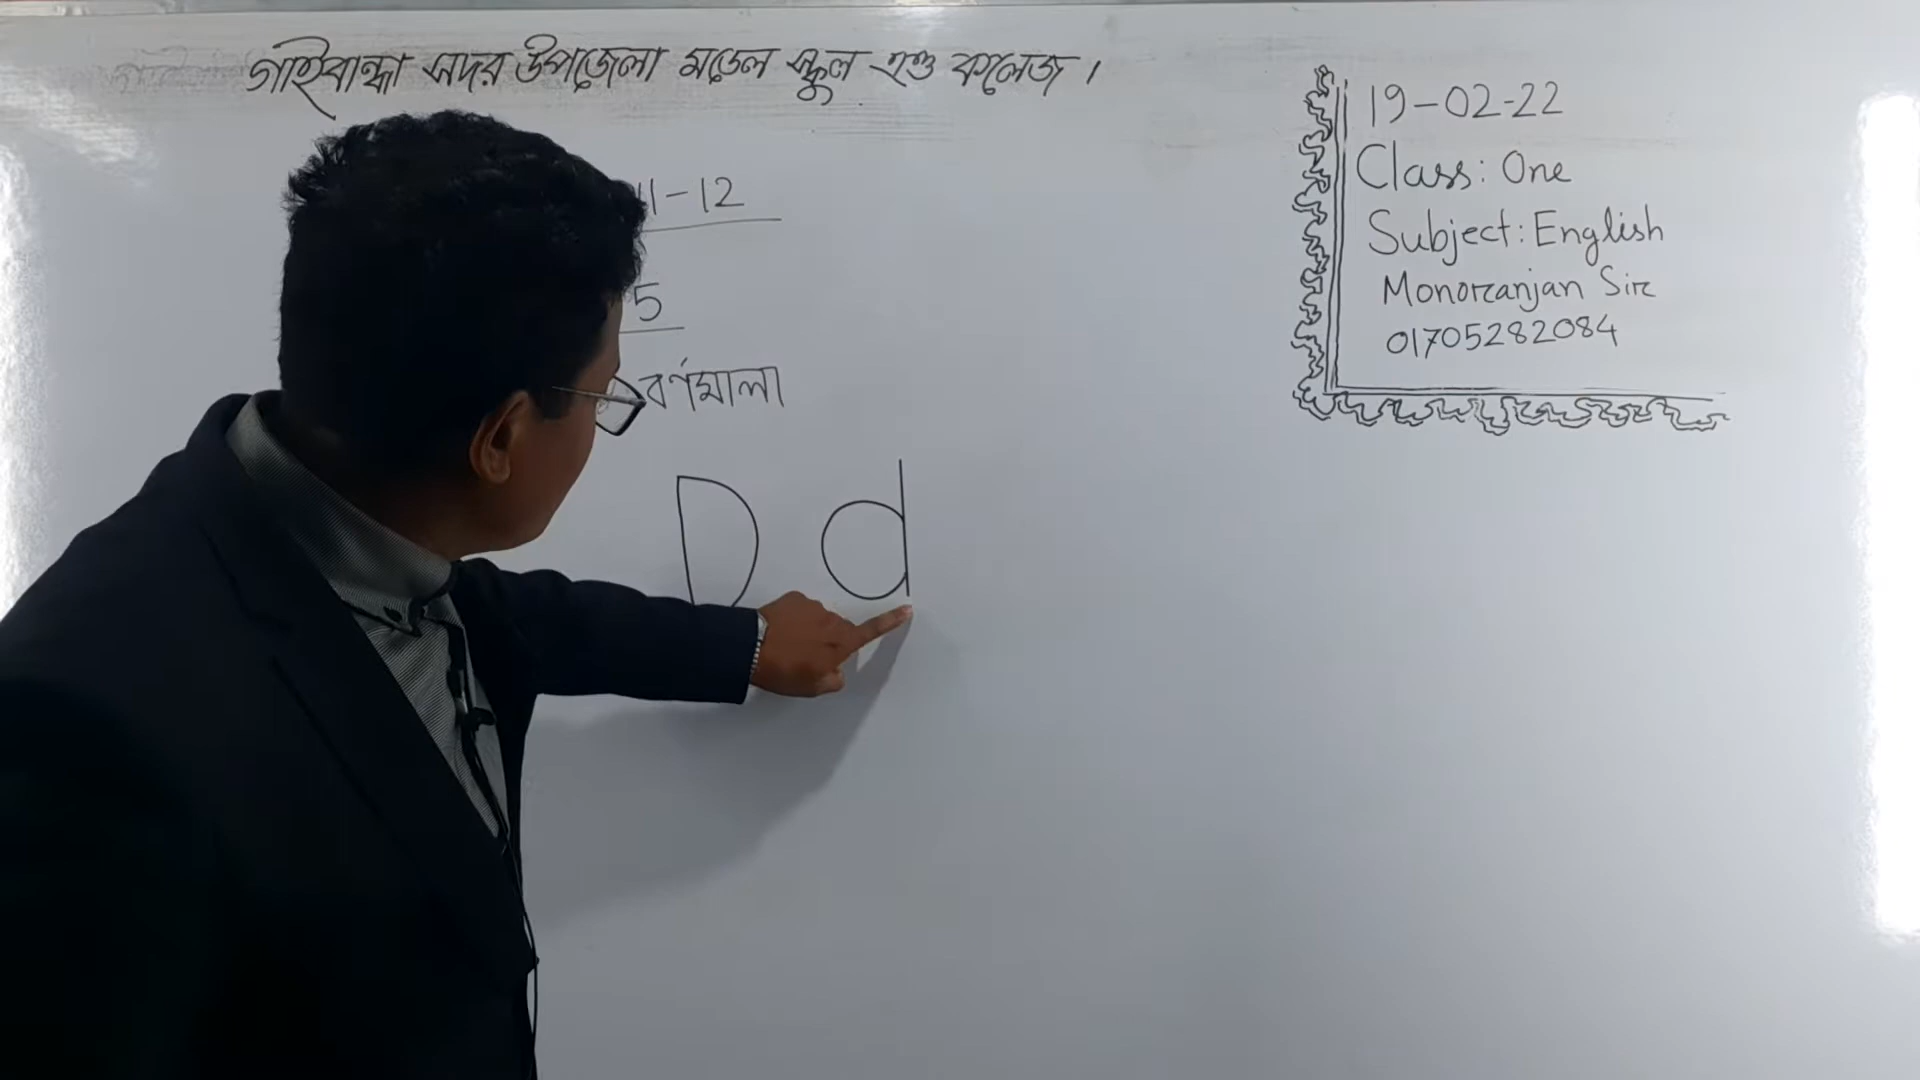 গাইবান্ধা সদর উপজেলা মডেল স্কুল এণ্ড কলেজ।
19-02-22
Class: One
Subject: English
Monoranjan Sir
01705282084
11-12
5
বর্ণমালা
D d